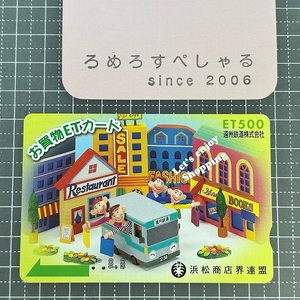 ろめろすぺしゃる
since 2006
ET500
遠州鉄道株式会社
お買物ETカード
SALE
Restaurant
FASHION
Let's enjoy
Shopping
BOOKS
浜松商店界連盟